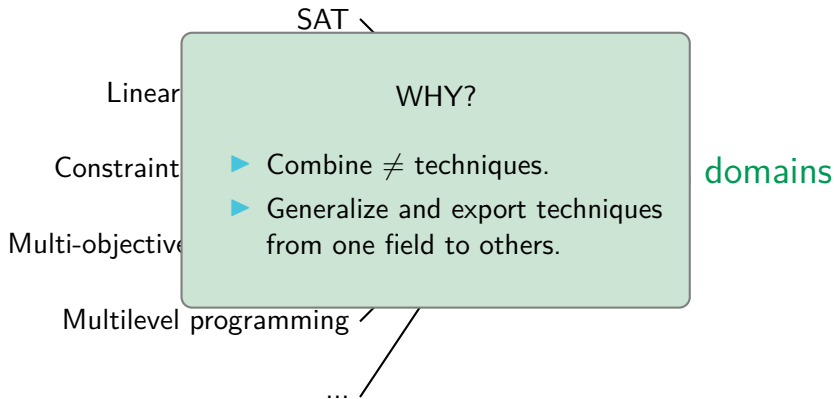 SAT
Linear
WHY?
Constraint
▶ Combine ≠ techniques.
domains
▶ Generalize and export techniques
from one field to others.
Multi-objective
Multilevel programming
...